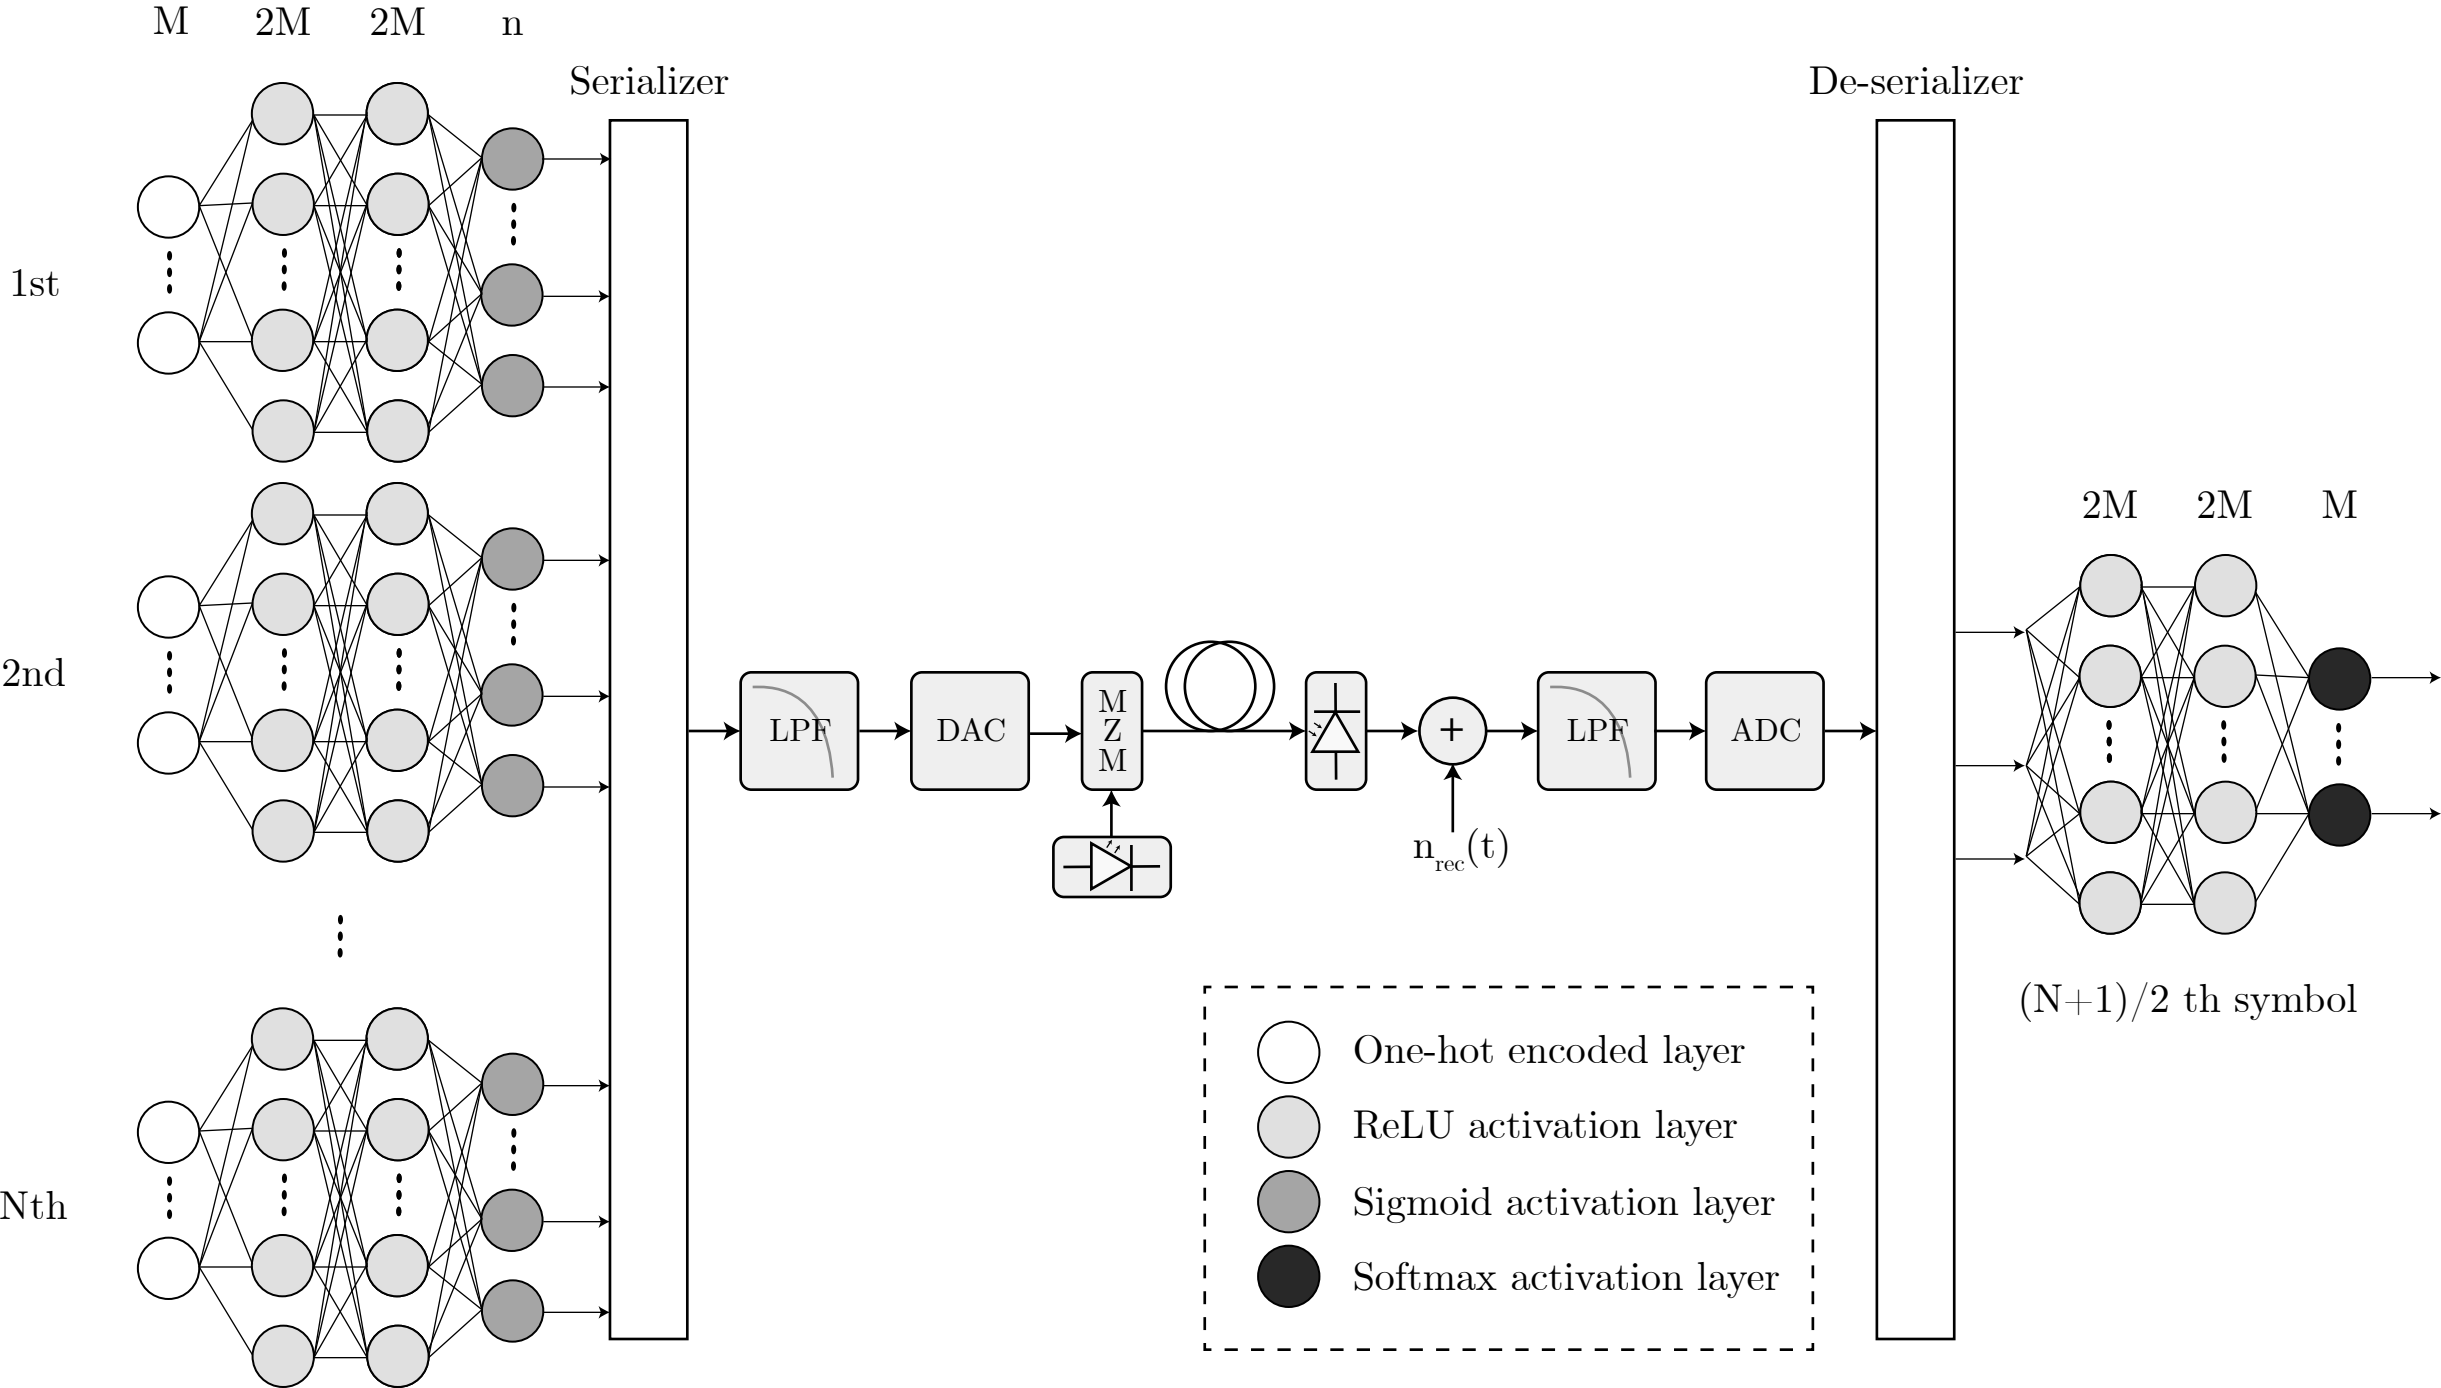 M 2M 2M n
Serializer
De-serializer
1st
2M 2M M
2nd
LPF
DAC
M
Z
M
+
LPF
ADC
n_rec(t)
(N+1)/2 th symbol
One-hot encoded layer
ReLU activation layer
Sigmoid activation layer
Softmax activation layer
Nth